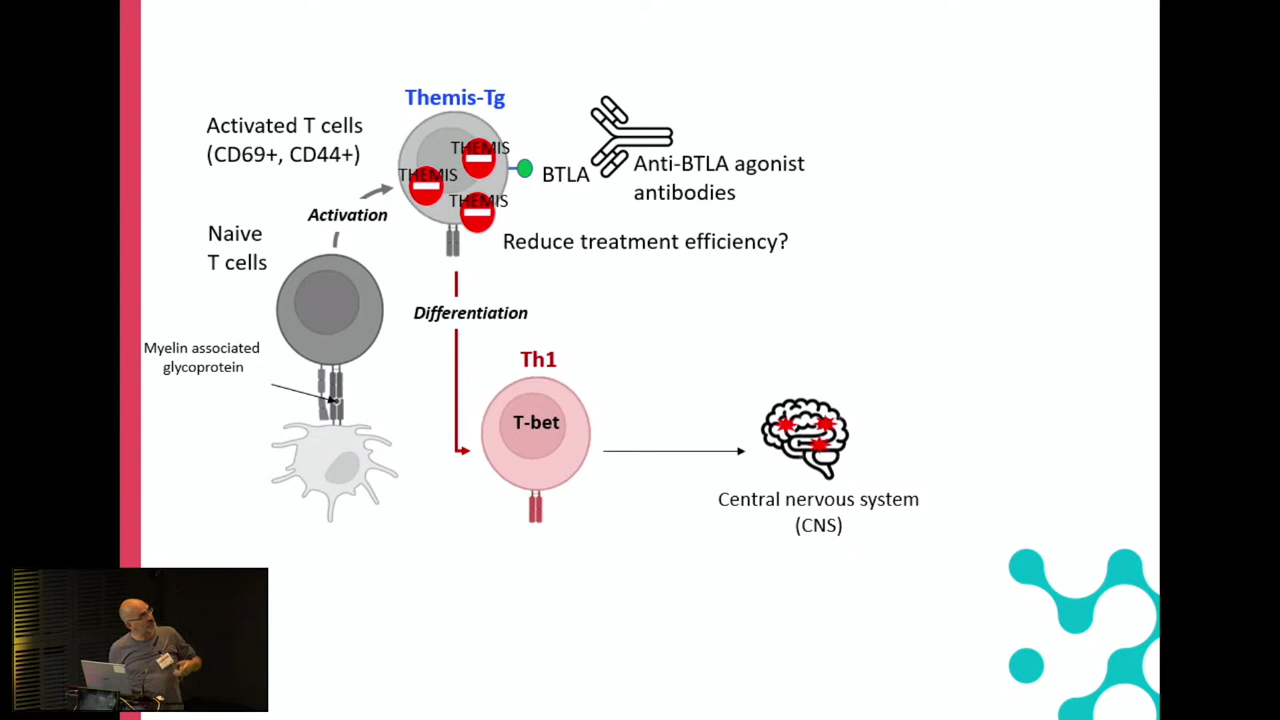 Themis-Tg
Activated T cells
(CD69+, CD44+)
THEMIS
THEMIS
THEMIS
BTLA
Anti-BTLA agonist
antibodies
Activation
Naive
T cells
Reduce treatment efficiency?
Differentiation
Myelin associated
glycoprotein
Th1
T-bet
Central nervous system
(CNS)